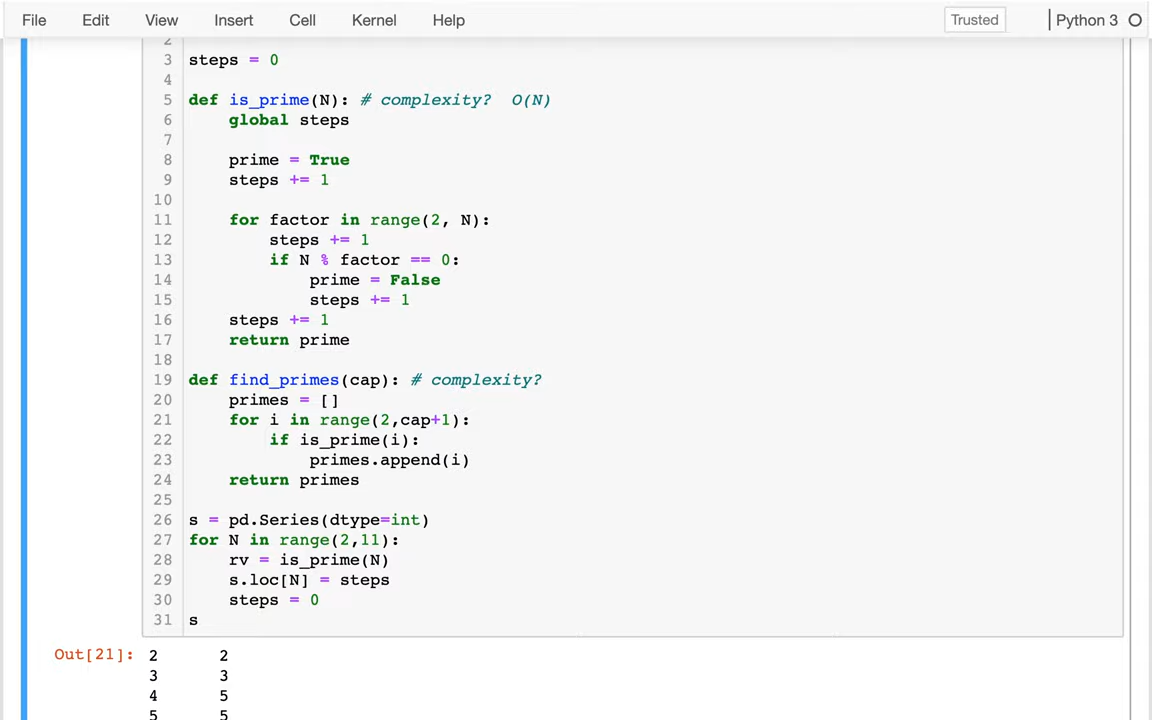 File Edit View Insert Cell Kernel Help Trusted Python 3
2
3 steps = 0
4
5 def is_prime(N): # complexity?  O(N)
6     global steps
7
8     prime = True
9     steps += 1
10
11     for factor in range(2, N):
12         steps += 1
13         if N % factor == 0:
14             prime = False
15             steps += 1
16     steps += 1
17     return prime
18
19 def find_primes(cap): # complexity?
20     primes = []
21     for i in range(2,cap+1):
22         if is_prime(i):
23             primes.append(i)
24     return primes
25
26 s = pd.Series(dtype=int)
27 for N in range(2,11):
28     rv = is_prime(N)
29     s.loc[N] = steps
30     steps = 0
31 s
Out[21]: 2 2
3 3
4 5
5 5